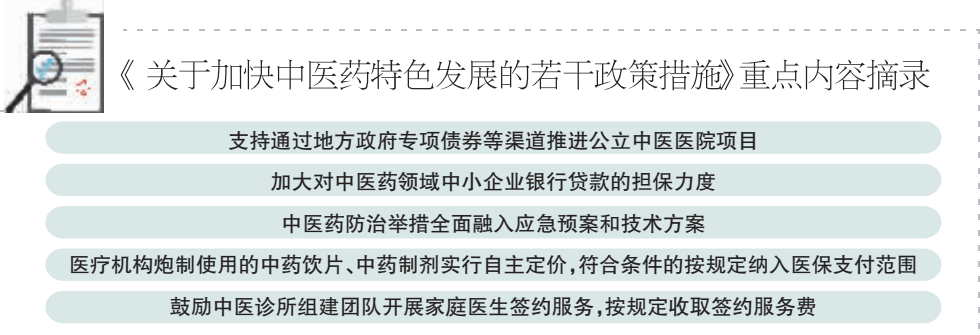 《关于加快中医药特色发展的若干政策措施》重点内容摘录
支持通过地方政府专项债券等渠道推进公立中医医院项目
加大对中医药领域中小企业银行贷款的担保力度
中医药防治举措全面融入应急预案和技术方案
医疗机构炮制使用的中药饮片、中药制剂实行自主定价,符合条件的按规定纳入医保支付范围
鼓励中医诊所组建团队开展家庭医生签约服务,按规定收取签约服务费